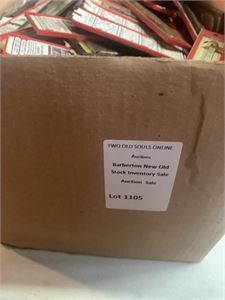 TWO OLD SOULS ONLINE
Auctions
Barberton New Old
Stock Inventory Sale
Auction Sale
Lot 1105